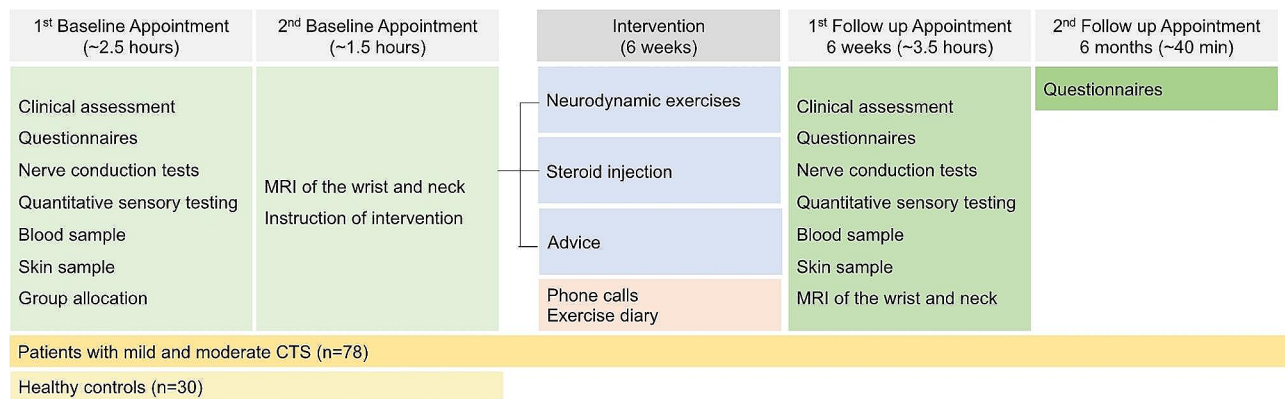 1st Baseline Appointment
(~2.5 hours)
2nd Baseline Appointment
(~1.5 hours)
Intervention
(6 weeks)
1st Follow up Appointment
6 weeks (~3.5 hours)
2nd Follow up Appointment
6 months (~40 min)
Clinical assessment
Questionnaires
Nerve conduction tests
Quantitative sensory testing
Blood sample
Skin sample
Group allocation
MRI of the wrist and neck
Instruction of intervention
Neurodynamic exercises
Steroid injection
Advice
Phone calls
Exercise diary
Clinical assessment
Questionnaires
Nerve conduction tests
Quantitative sensory testing
Blood sample
Skin sample
MRI of the wrist and neck
Questionnaires
Patients with mild and moderate CTS (n=78)
Healthy controls (n=30)